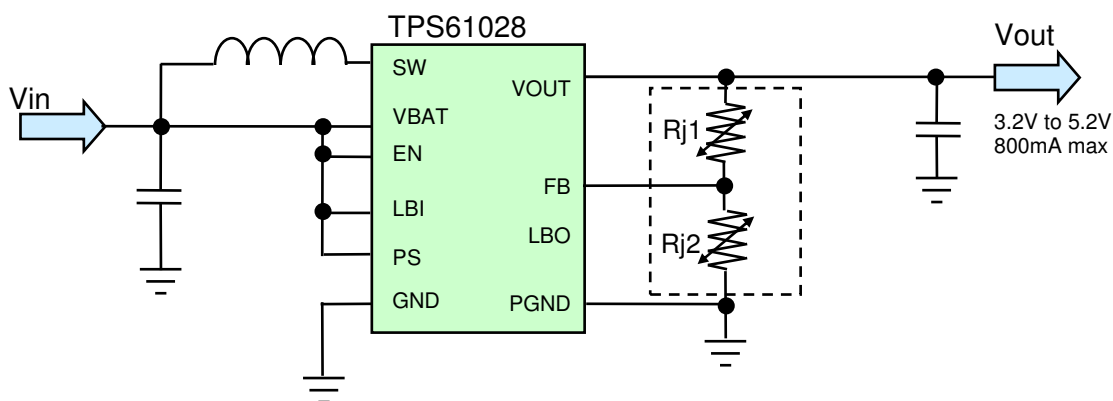 TPS61028
Vin
SW
VBAT
EN
LBI
PS
GND
VOUT
FB
LBO
PGND
Rj1
Rj2
Vout
3.2V to 5.2V
800mA max